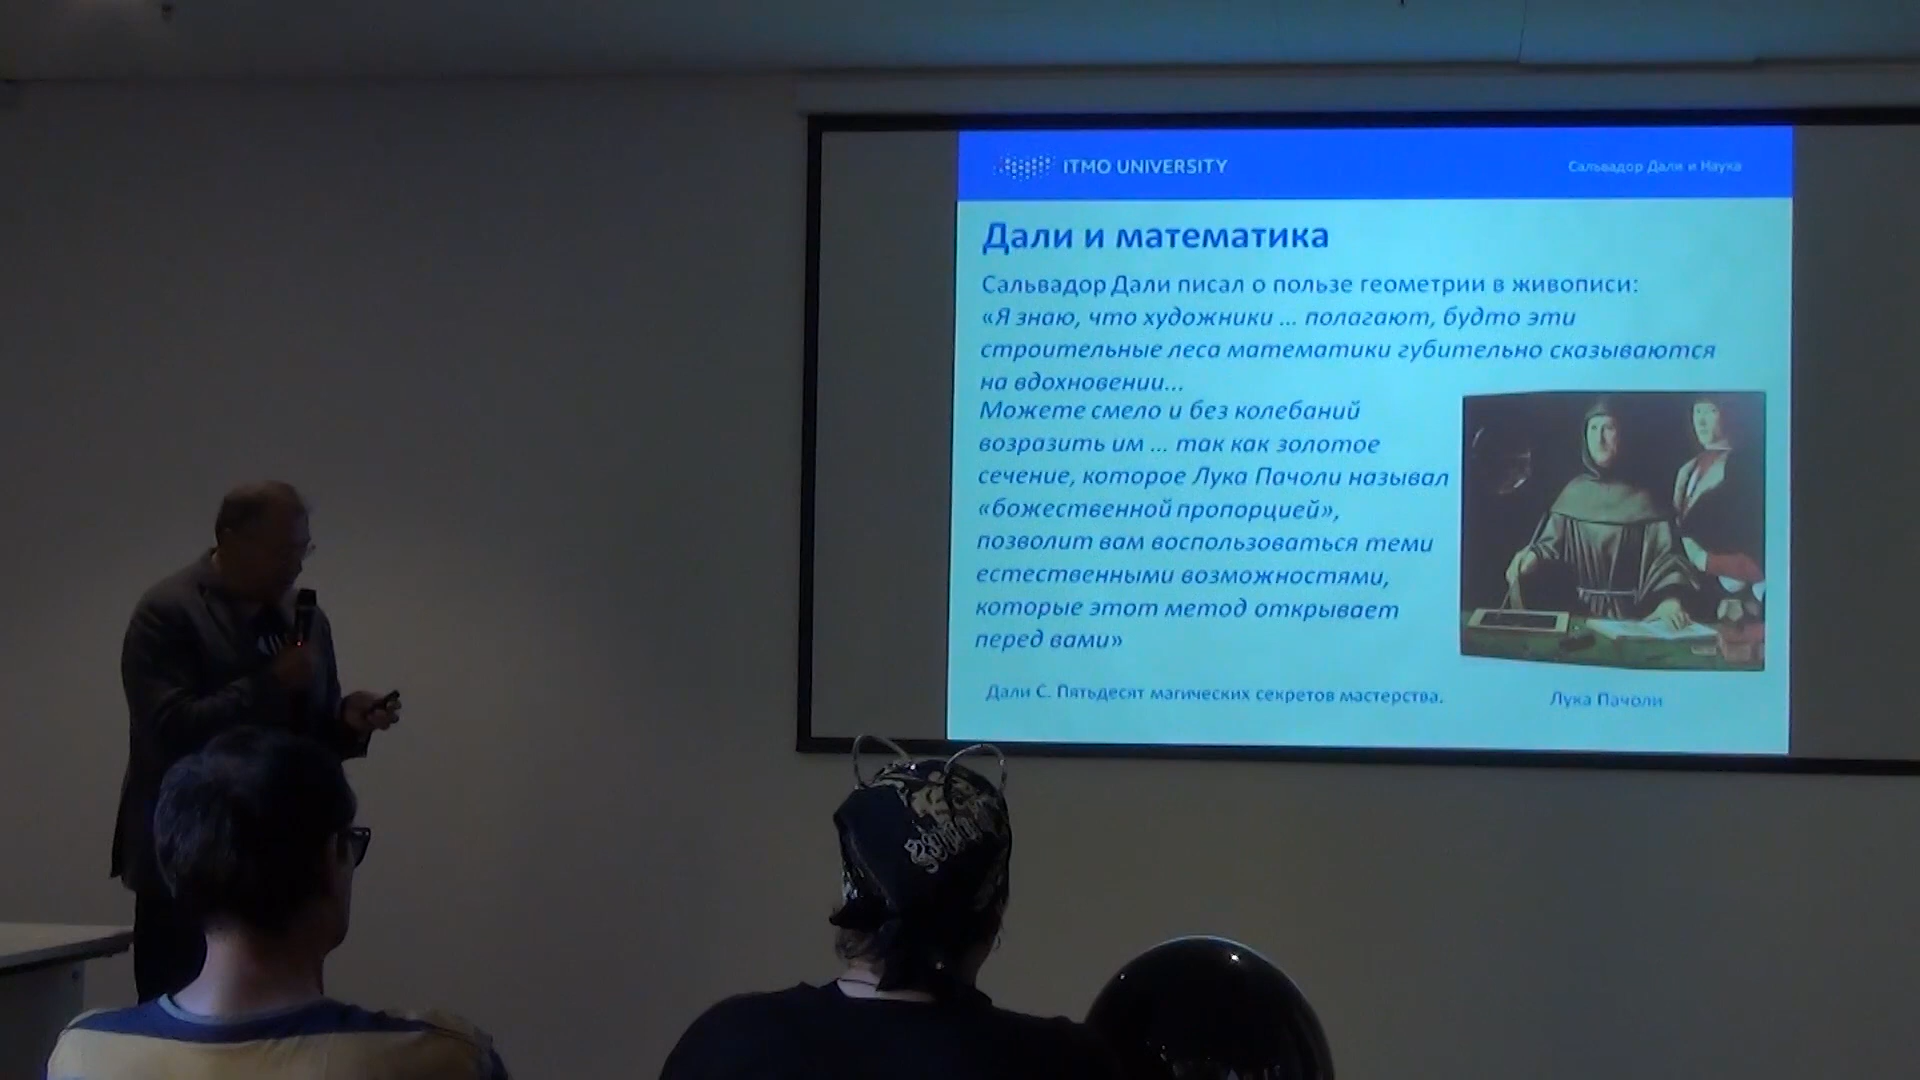 ITMO UNIVERSITY
Сальвадор Дали и Наука
Дали и математика
Сальвадор Дали писал о пользе геометрии в живописи:
«Я знаю, что художники ... полагают, будто эти
строительные леса математики губительно сказываются
на вдохновении...
Можете смело и без колебаний
возразить им ... так как золотое
сечение, которое Лука Пачоли называл
«божественной пропорцией»,
позволит вам воспользоваться теми
естественными возможностями,
которые этот метод открывает
перед вами»
Дали С. Пятьдесят магических секретов мастерства.
Лука Пачоли